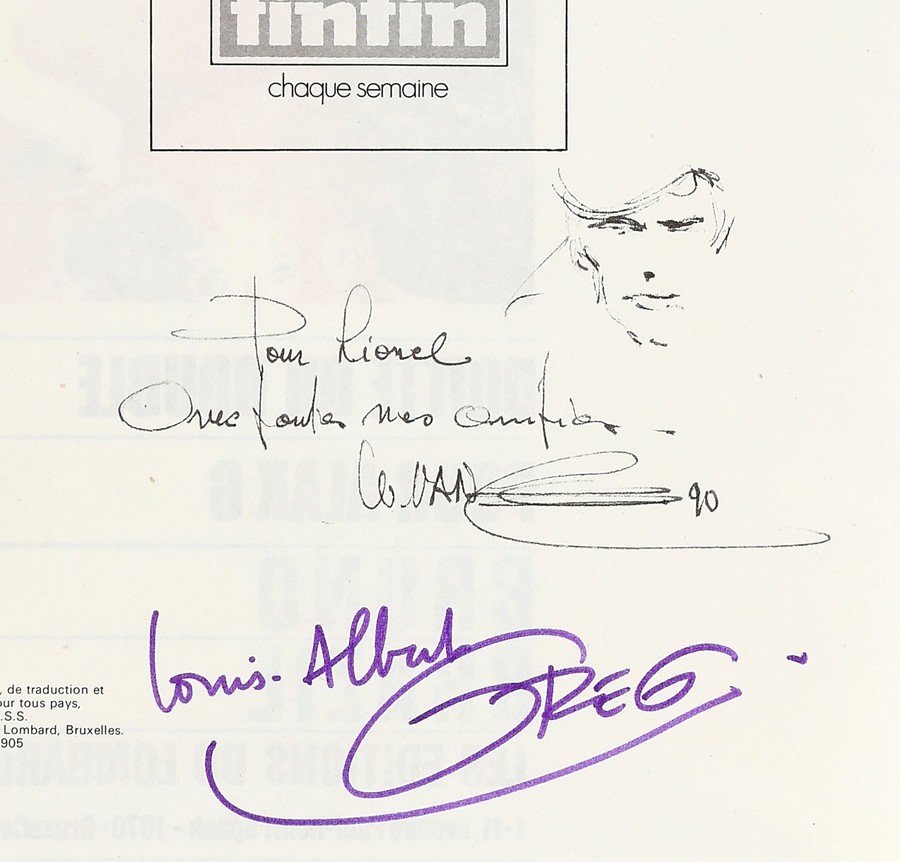 tintin
chaque semaine
Pour Lionel
Avec toutes mes amitiés
W. VAN
90
Louis-Albert
GREG
, de traduction et
our tous pays,
.S.S.
Lombard, Bruxelles.
905